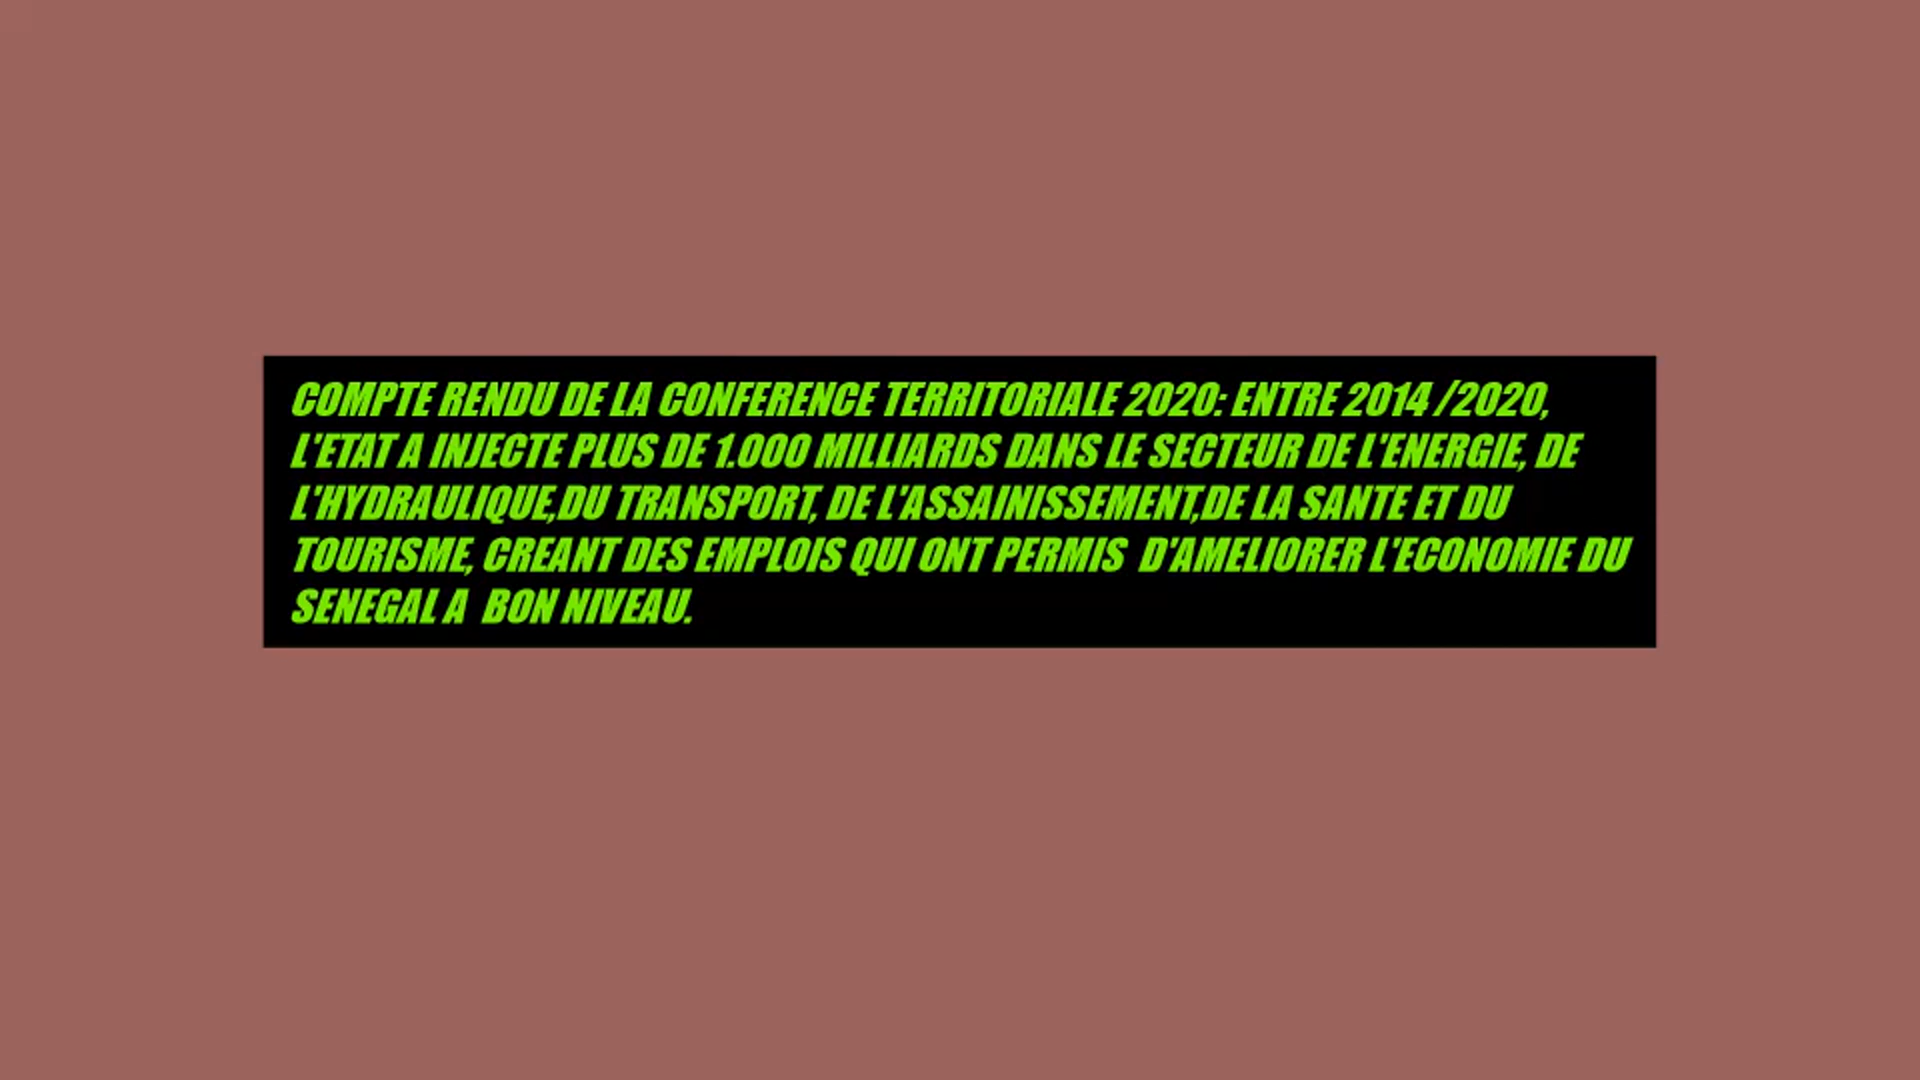 COMPTE RENDU DE LA CONFERENCE TERRITORIALE 2020: ENTRE 2014 /2020,
L'ETAT A INJECTE PLUS DE 1.000 MILLIARDS DANS LE SECTEUR DE L'ENERGIE, DE
L'HYDRAULIQUE,DU TRANSPORT, DE L'ASSAINISSEMENT,DE LA SANTE ET DU
TOURISME, CREANT DES EMPLOIS QUI ONT PERMIS  D'AMELIORER L'ECONOMIE DU
SENEGAL A  BON NIVEAU.